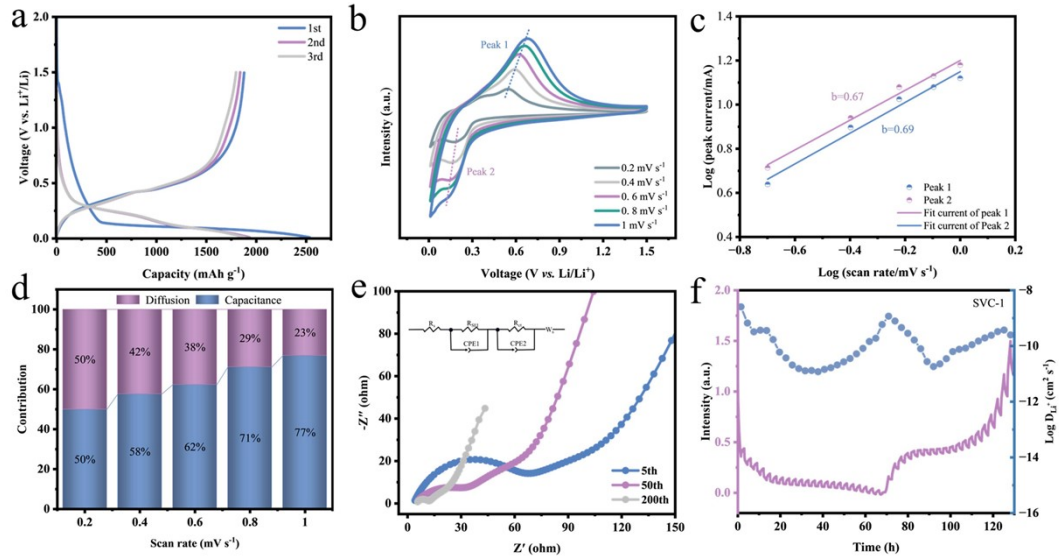 a
Voltage (V vs. Li⁺/Li)
2.0
1.5
1.0
0.5
0.0
1st
2nd
3rd
0 500 1000 1500 2000 2500
Capacity (mAh g⁻¹)
b
Intensity (a.u.)
Peak 1
Peak 2
0.2 mV s⁻¹
0.4 mV s⁻¹
0. 6 mV s⁻¹
0. 8 mV s⁻¹
1 mV s⁻¹
0.0 0.3 0.6 0.9 1.2 1.5
Voltage (V vs. Li/Li⁺)
c
Log (peak current/mA)
1.4
1.2
1.0
0.8
0.6
0.4
b=0.67
b=0.69
Peak 1
Peak 2
Fit current of peak 1
Fit current of Peak 2
−0.8 −0.6 −0.4 −0.2 0.0 0.2
Log (scan rate/mV s⁻¹)
d
Diffusion Capacitance
Contribution
100
80
60
40
20
0
50% 42% 38% 29% 23%
50% 58% 62% 71% 77%
0.2 0.4 0.6 0.8 1
Scan rate (mV s⁻¹)
e
-Z″ (ohm)
100
80
60
40
20
0
CPE1 CPE2
5th
50th
200th
0 30 60 90 120 150
Z′ (ohm)
f
SVC-1
Intensity (a.u.)
2.0
1.5
1.0
0.5
0.0
−8
−10
−12
−14
−16
Log D Li⁺ (cm² s⁻¹)
0 20 40 60 80 100 120
Time (h)